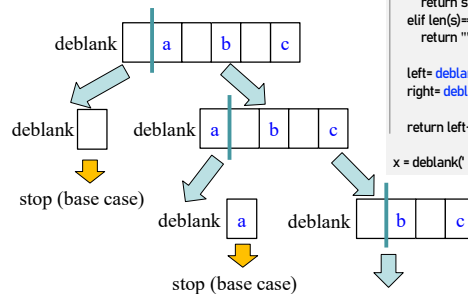 return s
elif len(s)==
return ""
left= debla
right= debl
return left-
x = deblank('
deblank a b c
deblank
deblank a b c
stop (base case)
deblank a
deblank b c
stop (base case)